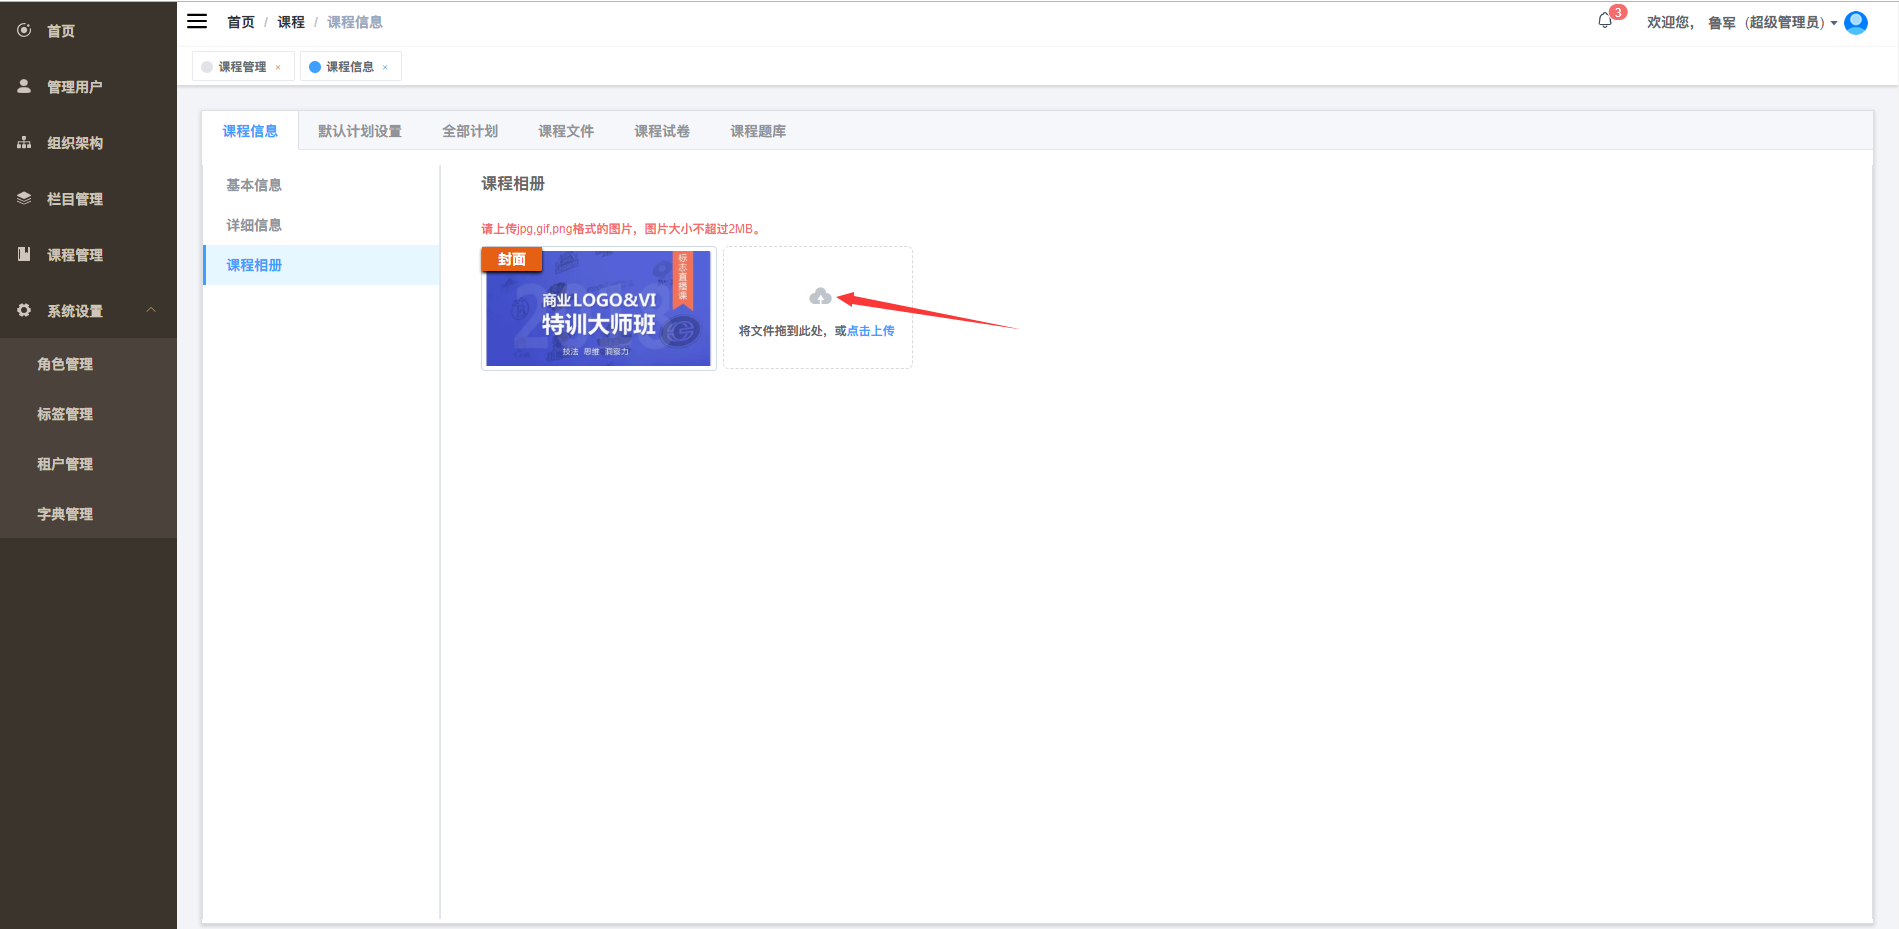 首页
管理用户
组织架构
栏目管理
课程管理
系统设置
角色管理
标签管理
租户管理
字典管理
首页 / 课程 / 课程信息
3
欢迎您， 鲁军（超级管理员）
课程管理 ×
课程信息 ×
课程信息 默认计划设置 全部计划 课程文件 课程试卷 课程题库
基本信息
详细信息
课程相册
课程相册
请上传jpg,gif,png格式的图片，图片大小不超过2MB。
封面
标志直播课
2018
商业LOGO&VI
特训大师班
技法 思维 洞察力
将文件拖到此处，或点击上传